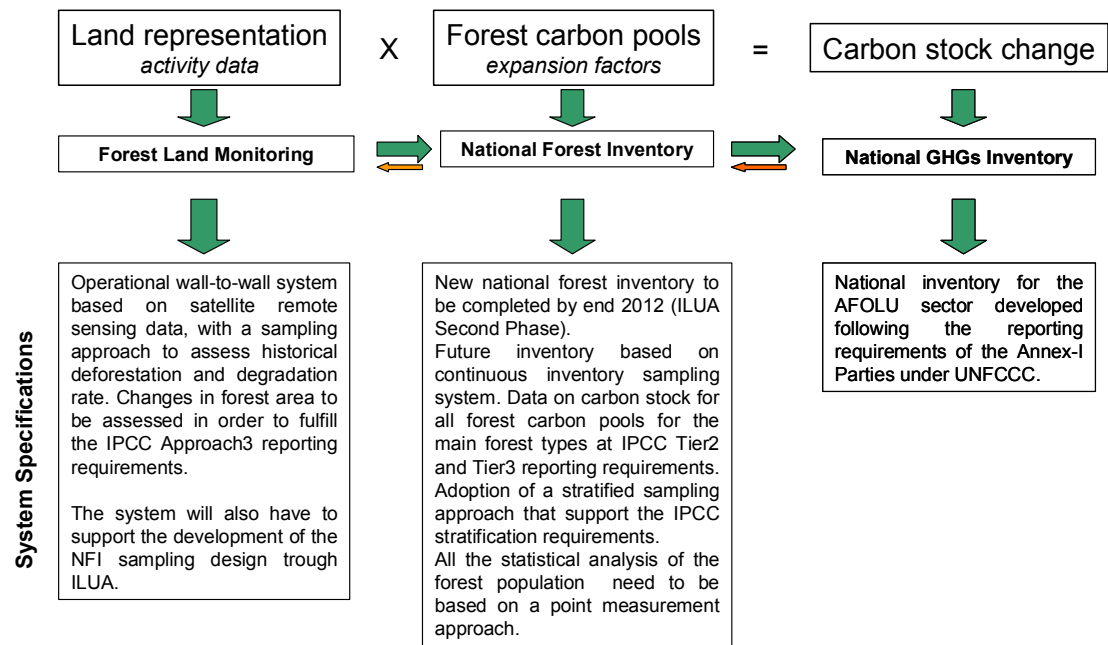 Land representation
activity data
X
Forest carbon pools
expansion factors
=
Carbon stock change
Forest Land Monitoring
National Forest Inventory
National GHGs Inventory
System Specifications
Operational wall-to-wall system
based on satellite remote
sensing data, with a sampling
approach to assess historical
deforestation and degradation
rate. Changes in forest area to
be assessed in order to fulfill
the IPCC Approach3 reporting
requirements.
The system will also have to
support the development of the
NFI sampling design trough
ILUA.
New national forest inventory to
be completed by end 2012 (ILUA
Second Phase).
Future inventory based on
continuous inventory sampling
system. Data on carbon stock for
all forest carbon pools for the
main forest types at IPCC Tier2
and Tier3 reporting requirements.
Adoption of a stratified sampling
approach that support the IPCC
stratification requirements.
All the statistical analysis of the
forest population need to be
based on a point measurement
approach.
National inventory for the
AFOLU sector developed
following the reporting
requirements of the Annex-I
Parties under UNFCCC.